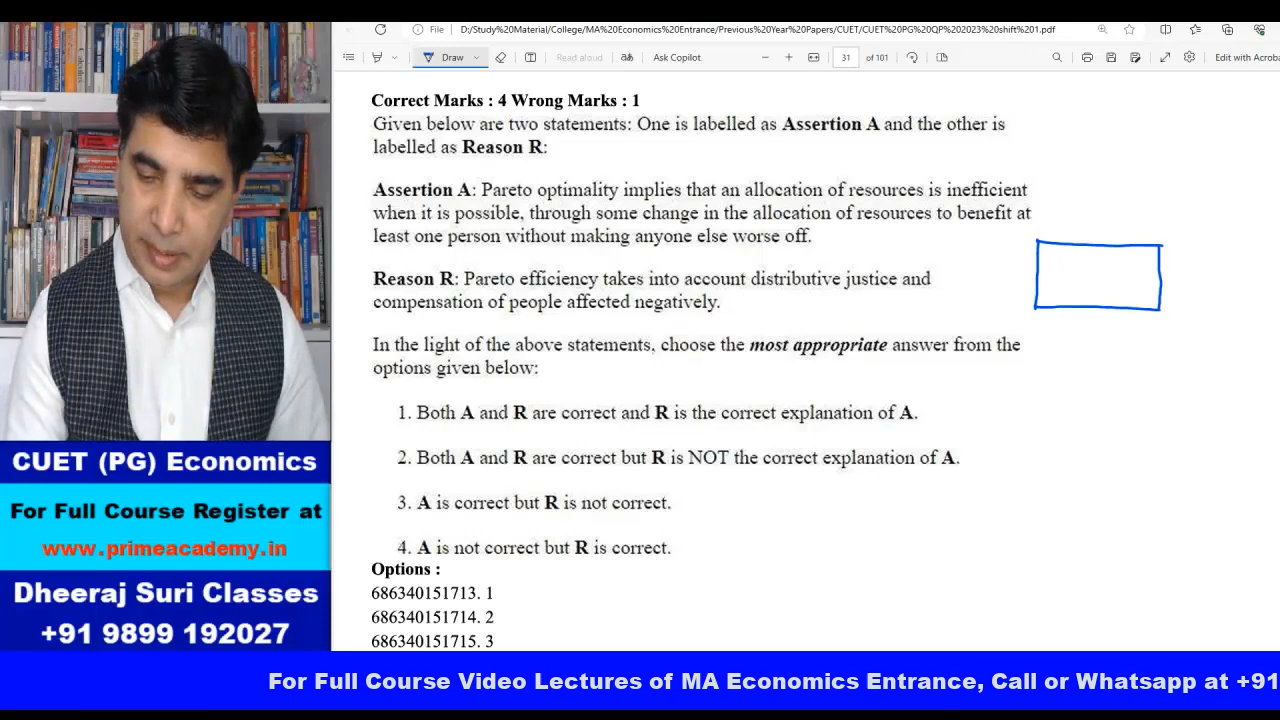 File
D:/Study%20Material/College/MA%20Economics%20Entrance/Previous%20Year%20Papers/CUET/CUET%20PG%20QP%202023%20shift%201.pdf
Draw
Read aloud
Ask Copilot
31
of 101
Edit with Acroba
Correct Marks : 4 Wrong Marks : 1
Given below are two statements: One is labelled as Assertion A and the other is
labelled as Reason R:
Assertion A: Pareto optimality implies that an allocation of resources is inefficient
when it is possible, through some change in the allocation of resources to benefit at
least one person without making anyone else worse off.
Reason R: Pareto efficiency takes into account distributive justice and
compensation of people affected negatively.
In the light of the above statements, choose the most appropriate answer from the
options given below:
1. Both A and R are correct and R is the correct explanation of A.
2. Both A and R are correct but R is NOT the correct explanation of A.
3. A is correct but R is not correct.
4. A is not correct but R is correct.
Options :
686340151713. 1
686340151714. 2
686340151715. 3
CUET (PG) Economics
For Full Course Register at
www.primeacademy.in
Dheeraj Suri Classes
+91 9899 192027
For Full Course Video Lectures of MA Economics Entrance, Call or Whatsapp at +91